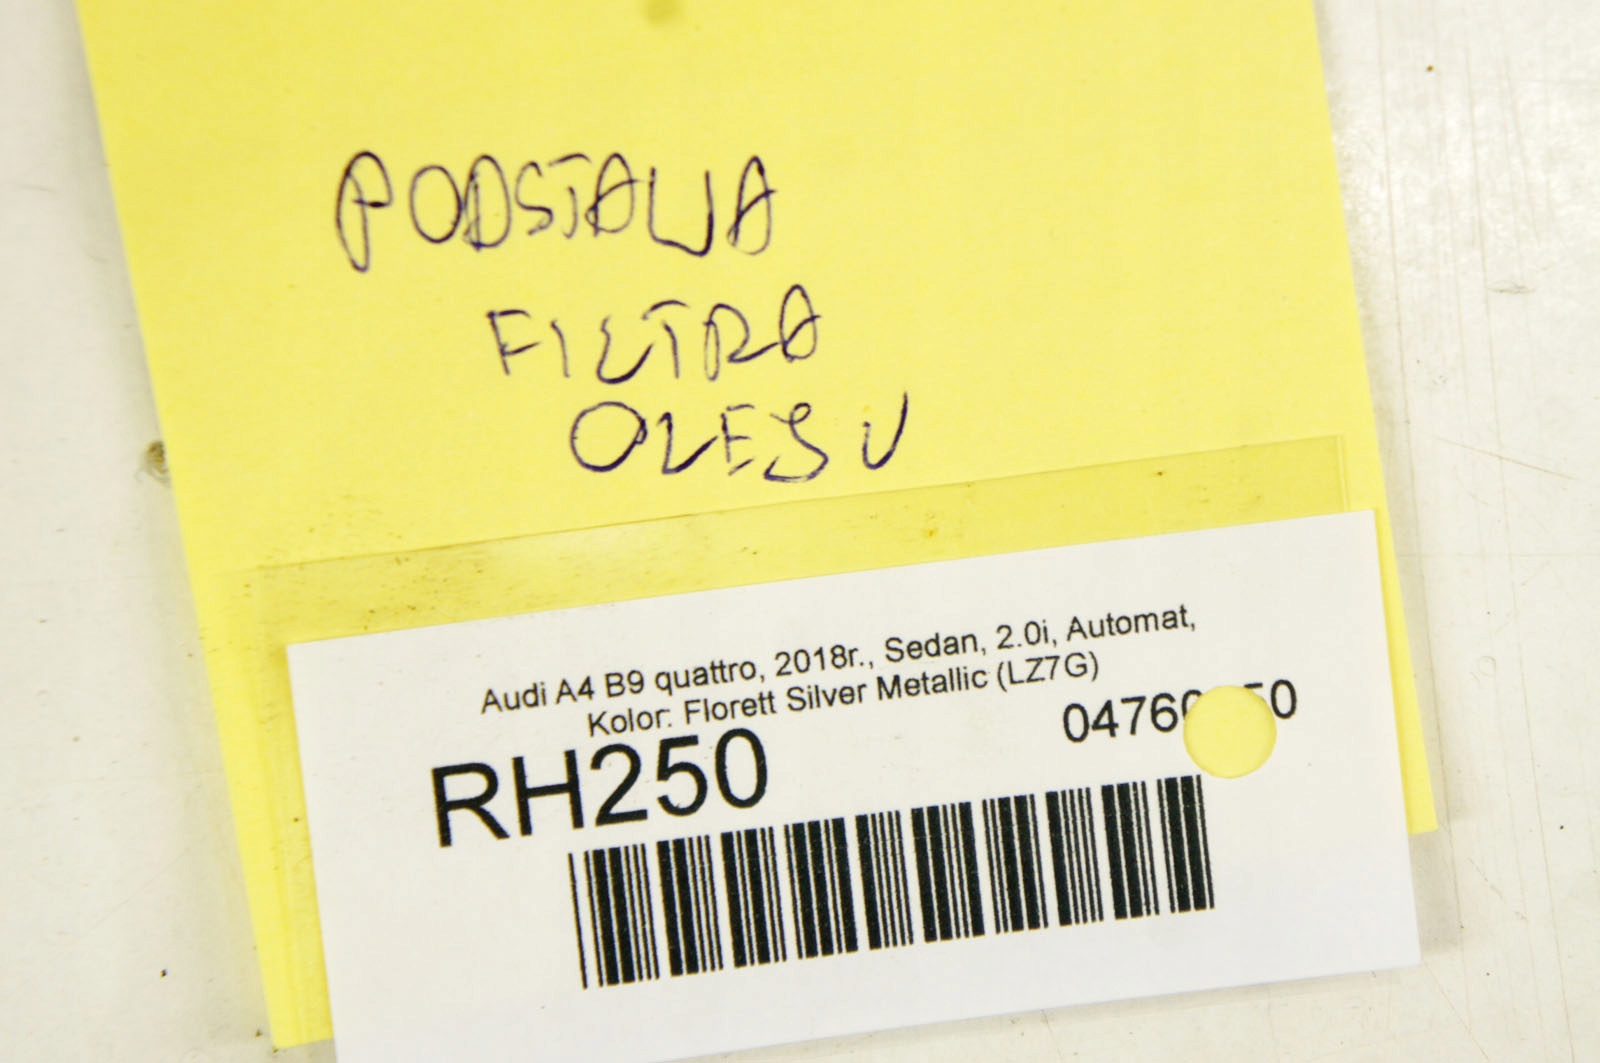 PODSTAWA
FILTRA
OLEJU
Audi A4 B9 quattro, 2018r., Sedan, 2.0i, Automat,
Kolor: Florett Silver Metallic (LZ7G)
RH250